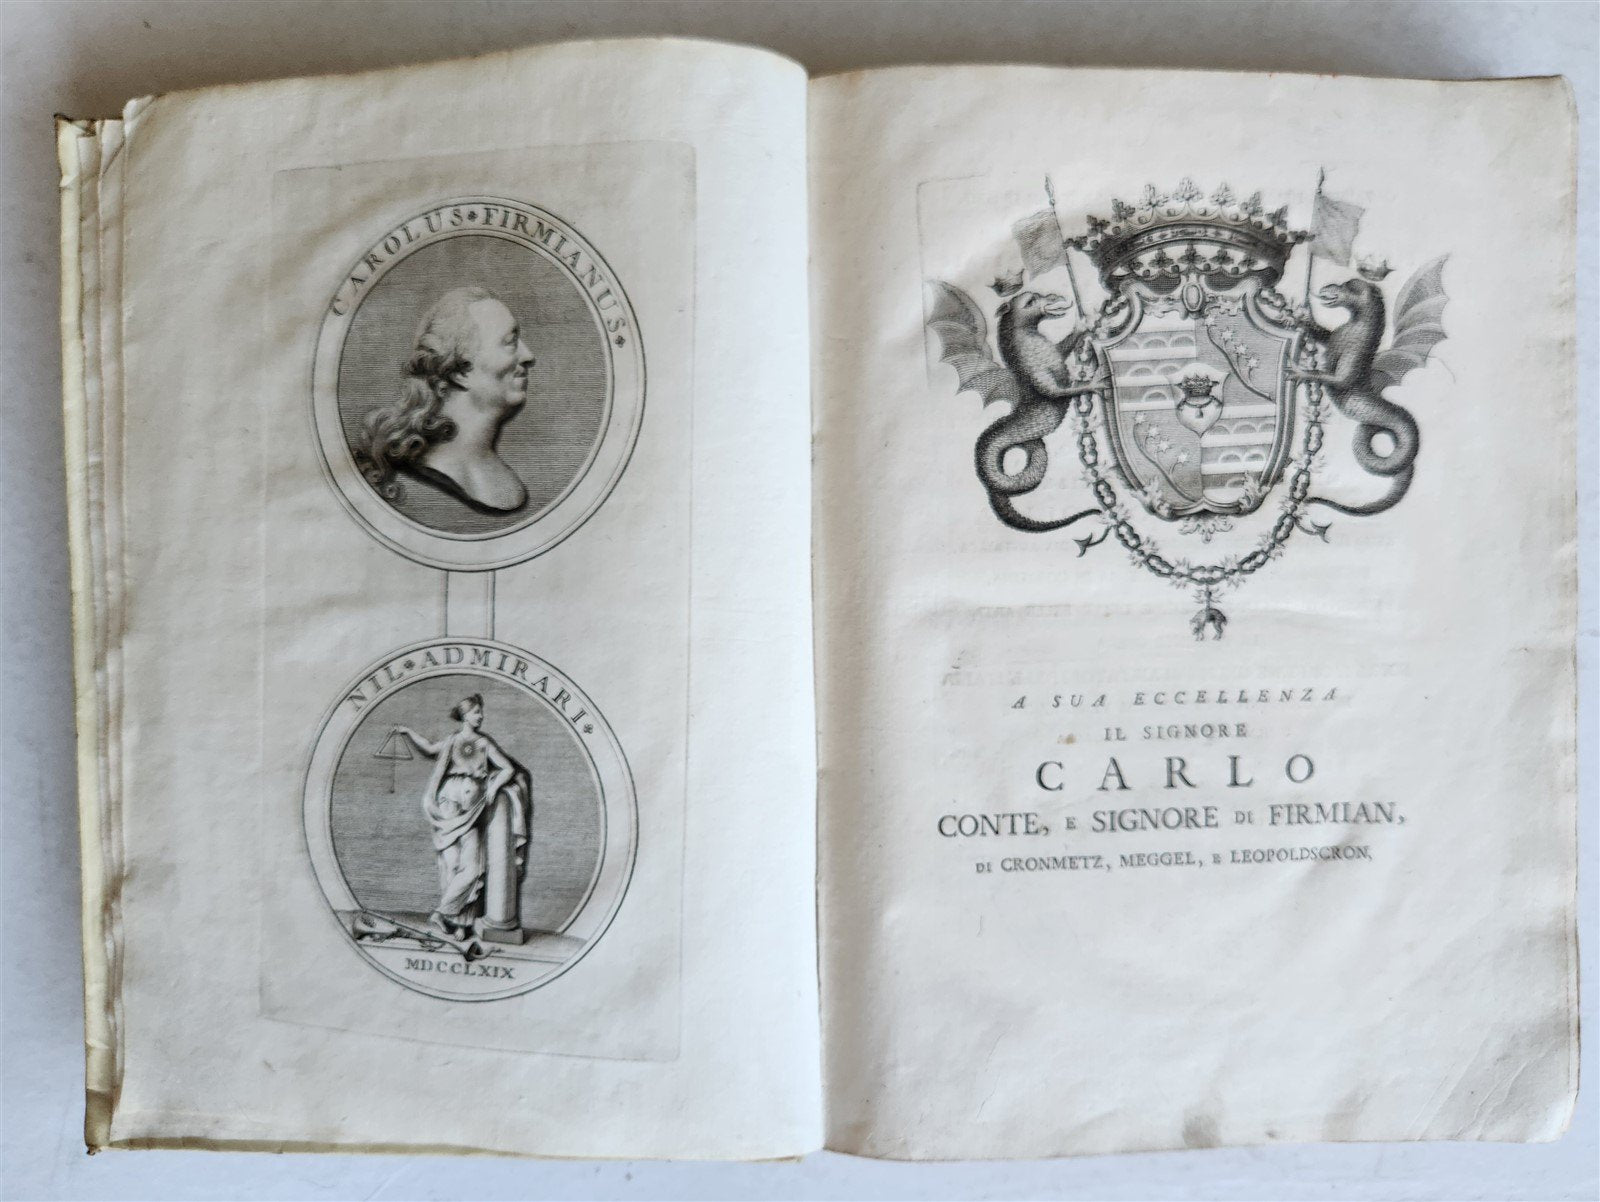 CAROLUS * FIRMIANUS *
NIL * ADMIRARI *
MDCCLXIX
A SUA ECCELLENZA
IL SIGNORE
CARLO
CONTE, E SIGNORE DI FIRMIAN,
DI CRONMETZ, MEGGEL, E LEOPOLDSCRON,